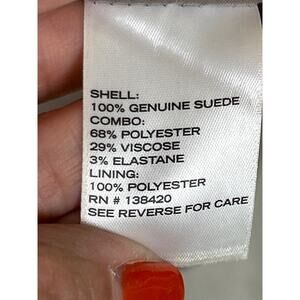 SHELL:
100% GENUINE SUEDE
COMBO:
68% POLYESTER
29% VISCOSE
3% ELASTANE
LINING:
100% POLYESTER
RN # 138420
SEE REVERSE FOR CARE